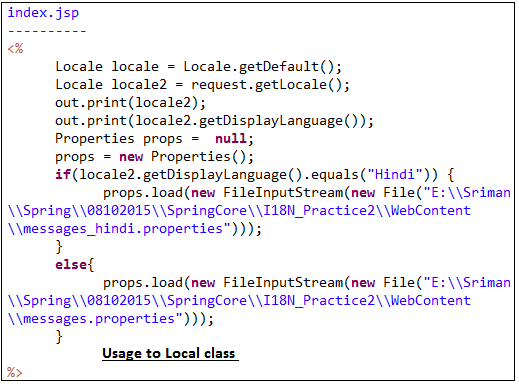 index.jsp
----------
<%
Locale locale = Locale.getDefault();
Locale locale2 = request.getLocale();
out.print(locale2);
out.print(locale2.getDisplayLanguage());
Properties props =  null;
props = new Properties();
if(locale2.getDisplayLanguage().equals("Hindi")) {
props.load(new FileInputStream(new File("E:\\Sriman
\\Spring\\08102015\\SpringCore\\I18N_Practice2\\WebContent
\\messages_hindi.properties")));
}
else{
props.load(new FileInputStream(new File("E:\\Sriman
\\Spring\\08102015\\SpringCore\\I18N_Practice2\\WebContent
\\messages.properties")));
}
Usage to Local class
%>